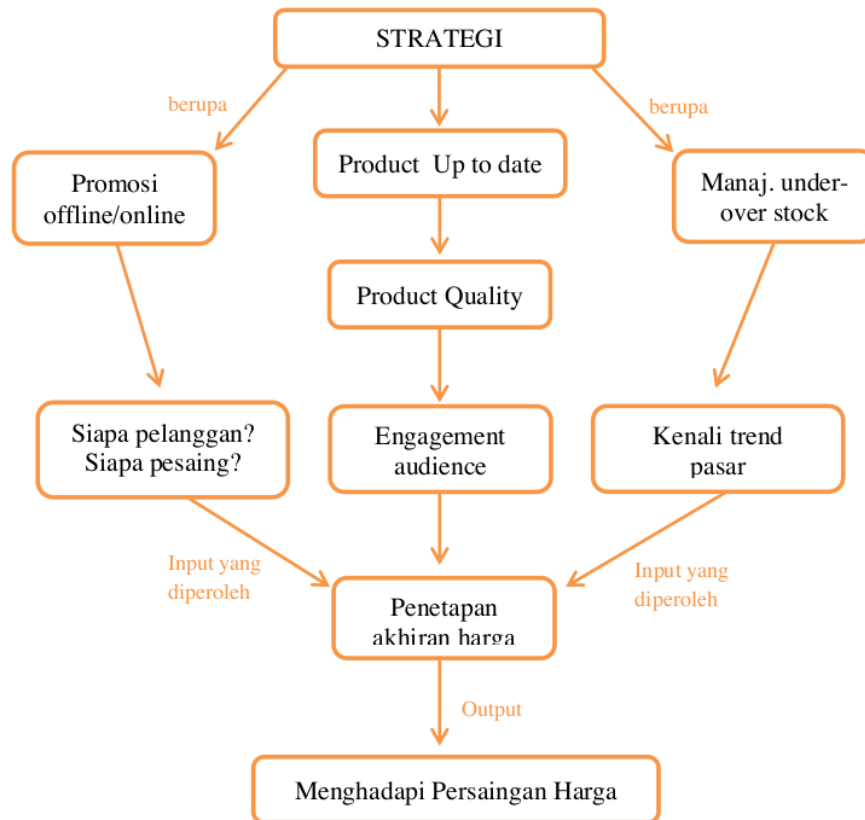 STRATEGI
berupa
berupa
Promosi
offline/online
Product Up to date
Manaj. under-
over stock
Product Quality
Siapa pelanggan?
Siapa pesaing?
Engagement
audience
Kenali trend
pasar
Input yang
diperoleh
Input yang
diperoleh
Penetapan
akhiran harga
Output
Menghadapi Persaingan Harga